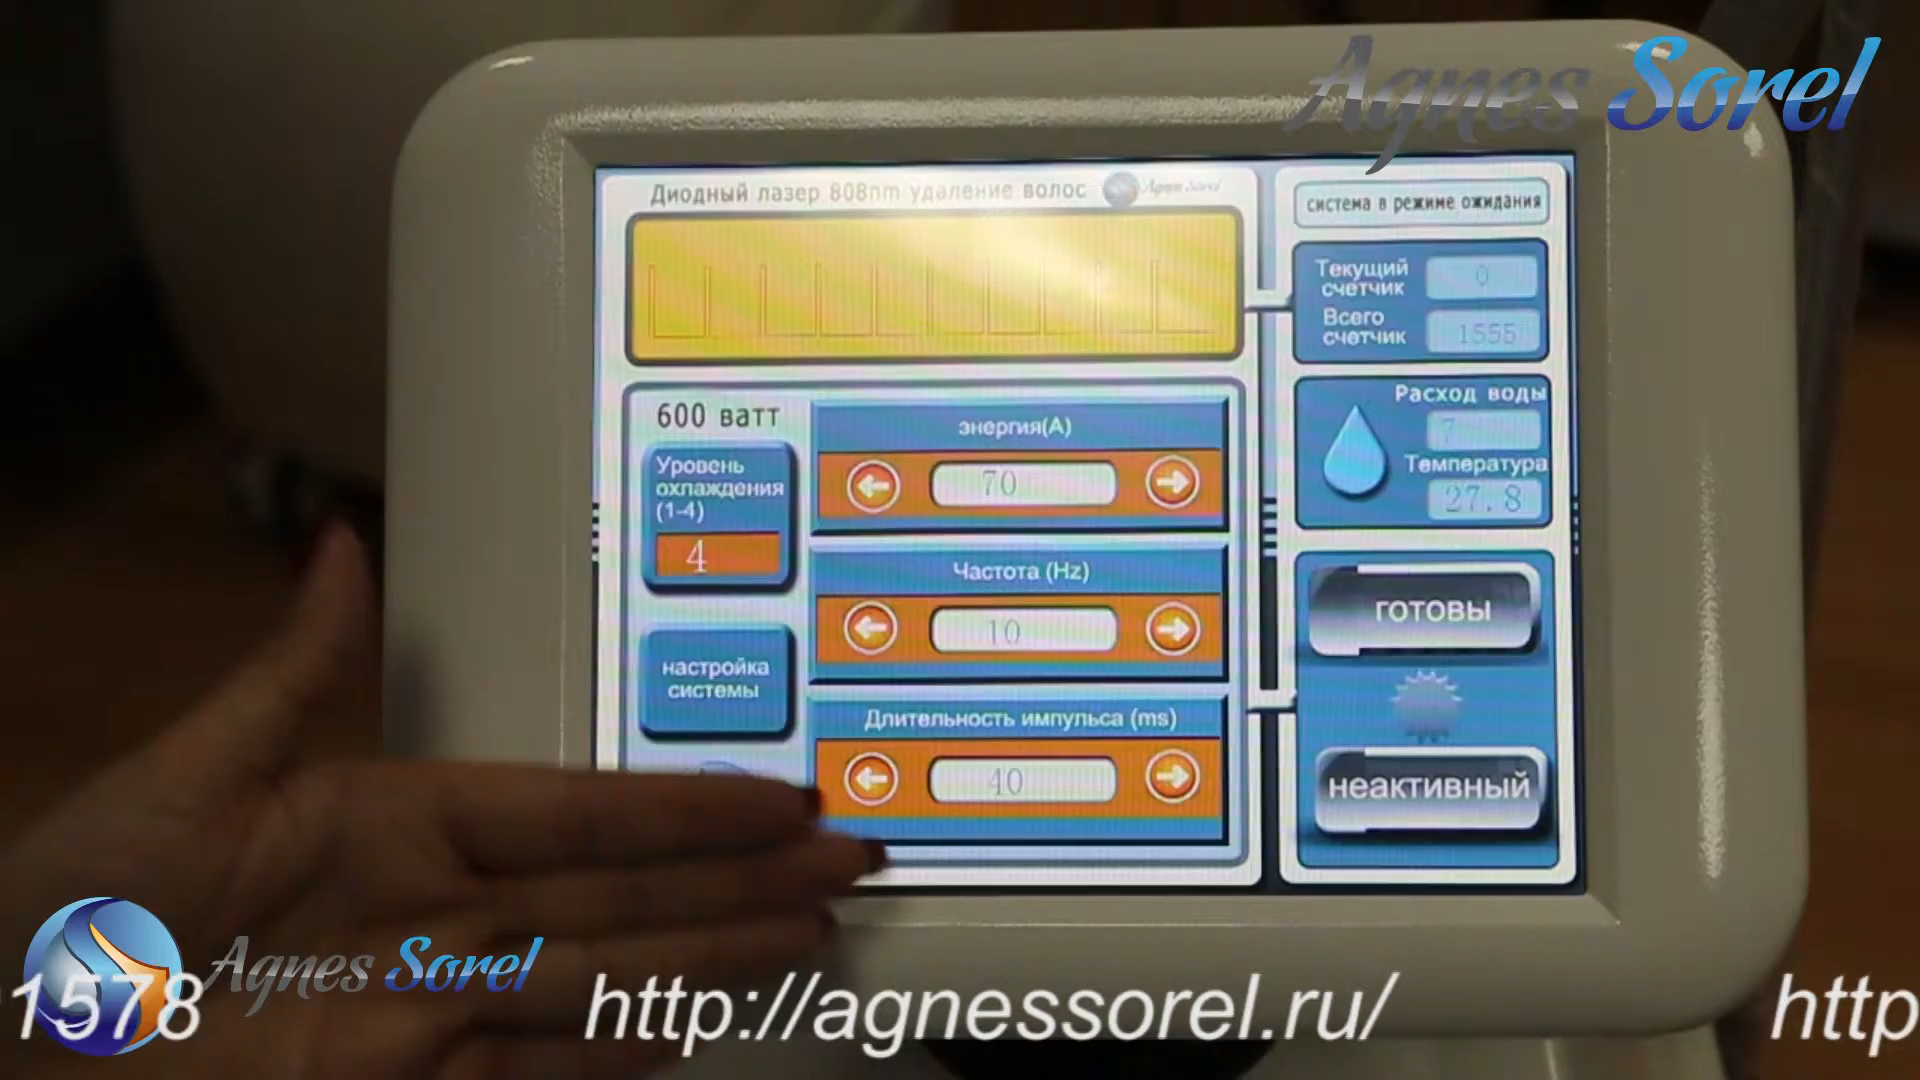 Agnes Sorel
Диодный лазер 808nm удаление волос
Agnes Sorel
система в режиме ожидания
Текущий
счетчик
0
Всего
счетчик
1555
600 ватт
Уровень
охлаждения
(1-4)
4
настройка
системы
энергия(А)
70
Частота (Hz)
10
Длительность импульса (ms)
40
Расход воды
7
Температура
27.8
готовы
неактивный
Agnes Sorel
1578
http://agnessorel.ru/
http